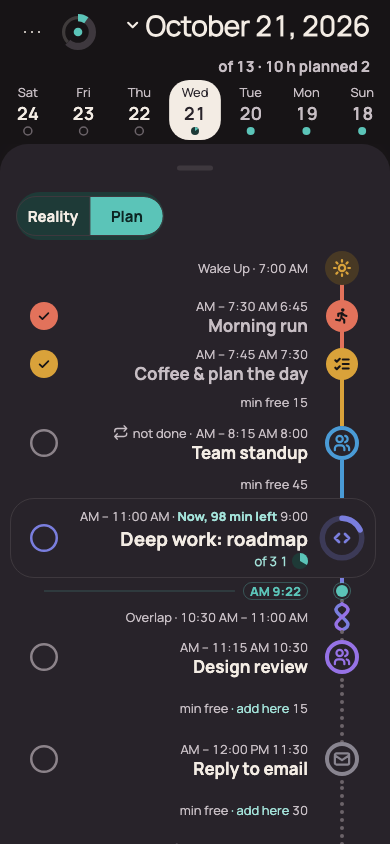 October 21, 2026
of 13 · 10 h planned 2
Sat Fri Thu Wed Tue Mon Sun
24 23 22 21 20 19 18
Reality Plan
Wake Up · 7:00 AM
AM – 7:30 AM 6:45
Morning run
AM – 7:45 AM 7:30
Coffee & plan the day
min free 15
not done · AM – 8:15 AM 8:00
Team standup
min free 45
AM – 11:00 AM · Now, 98 min left 9:00
Deep work: roadmap
of 3 1
AM 9:22
Overlap · 10:30 AM – 11:00 AM
AM – 11:15 AM 10:30
Design review
min free · add here 15
AM – 12:00 PM 11:30
Reply to email
min free · add here 30